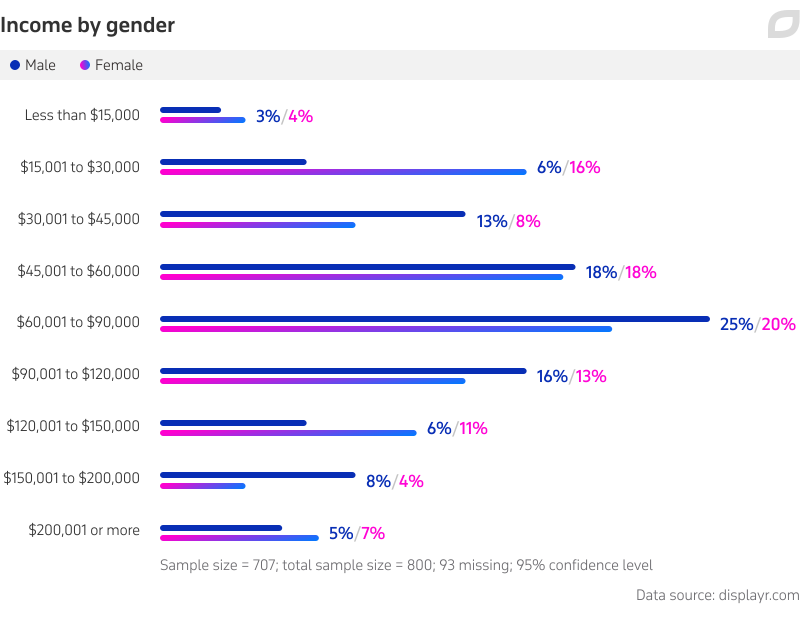 Income by gender
Male Female
Less than $15,000 3%/4%
$15,001 to $30,000 6%/16%
$30,001 to $45,000 13%/8%
$45,001 to $60,000 18%/18%
$60,001 to $90,000 25%/20%
$90,001 to $120,000 16%/13%
$120,001 to $150,000 6%/11%
$150,001 to $200,000 8%/4%
$200,001 or more 5%/7%
Sample size = 707; total sample size = 800; 93 missing; 95% confidence level
Data source: displayr.com